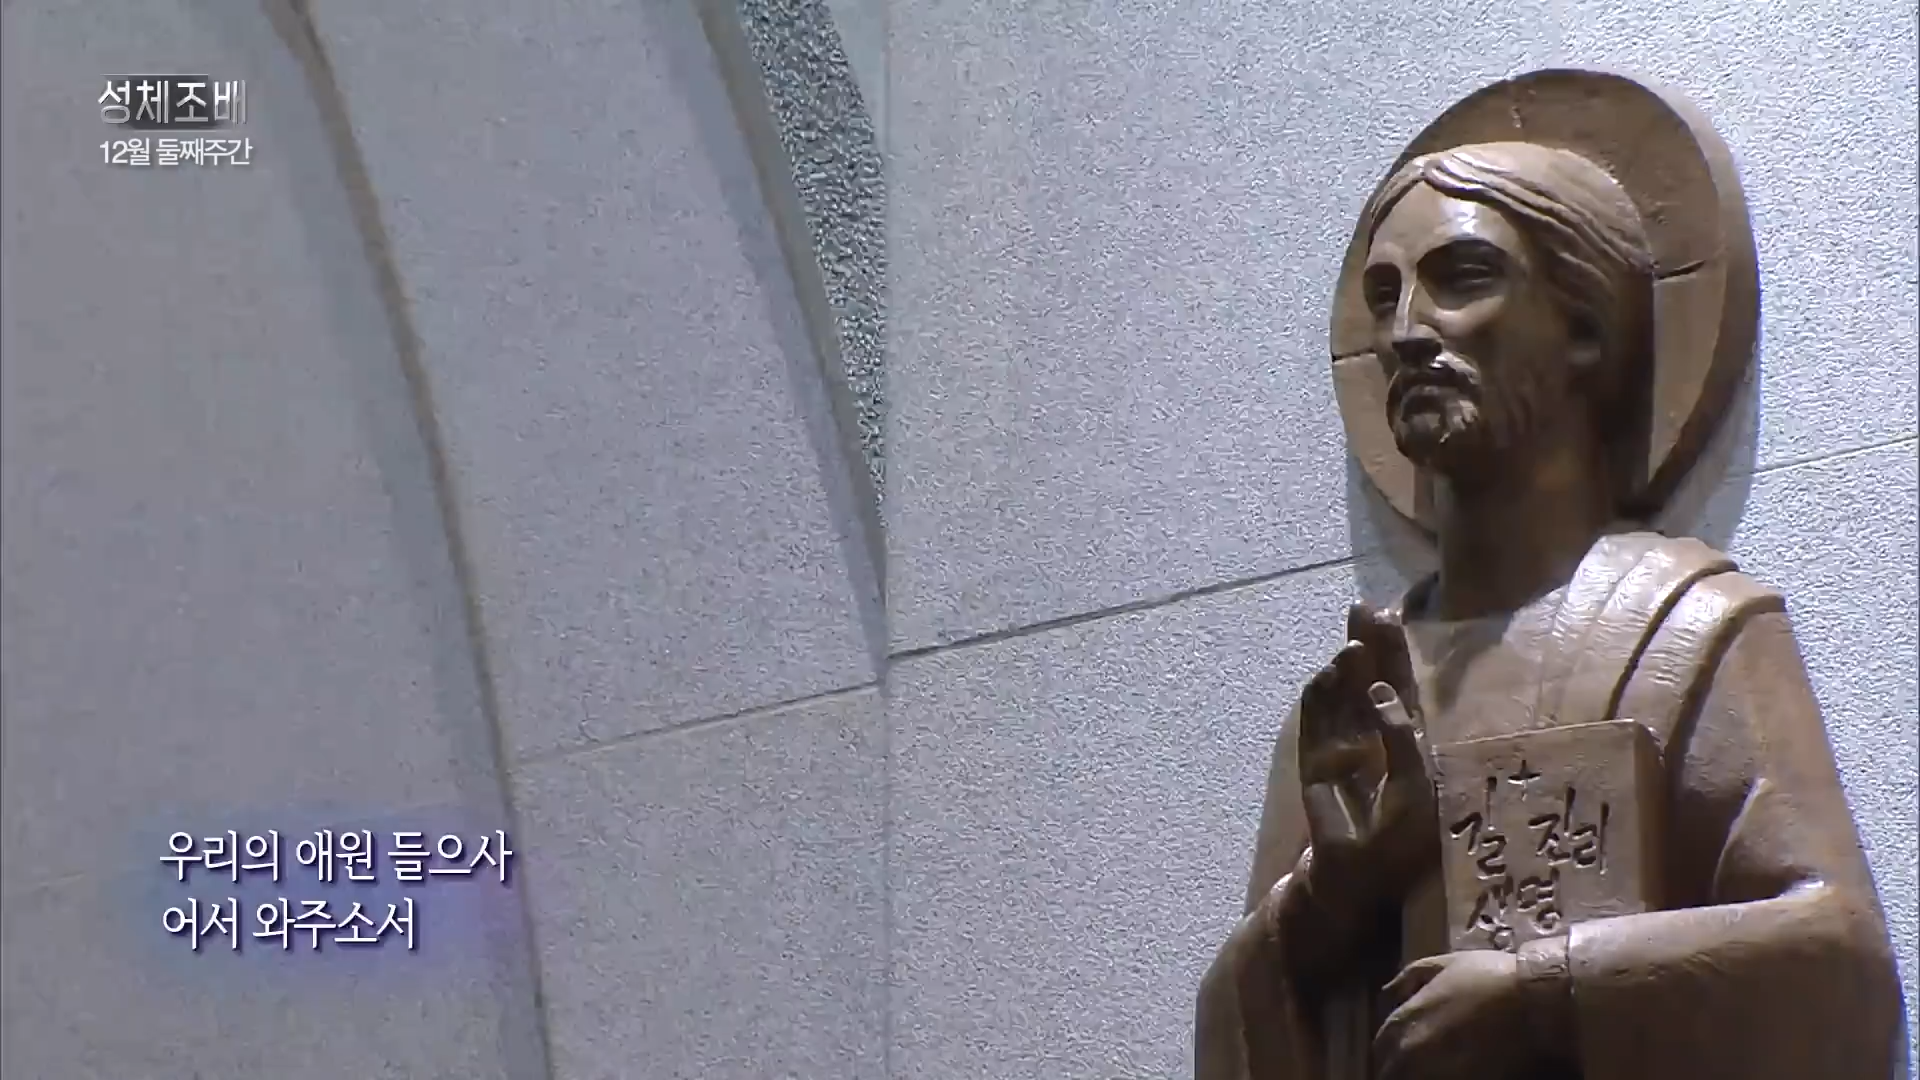 성체조배
12월 둘째주간
길 진리
생명
우리의 애원 들으사
어서 와주소서